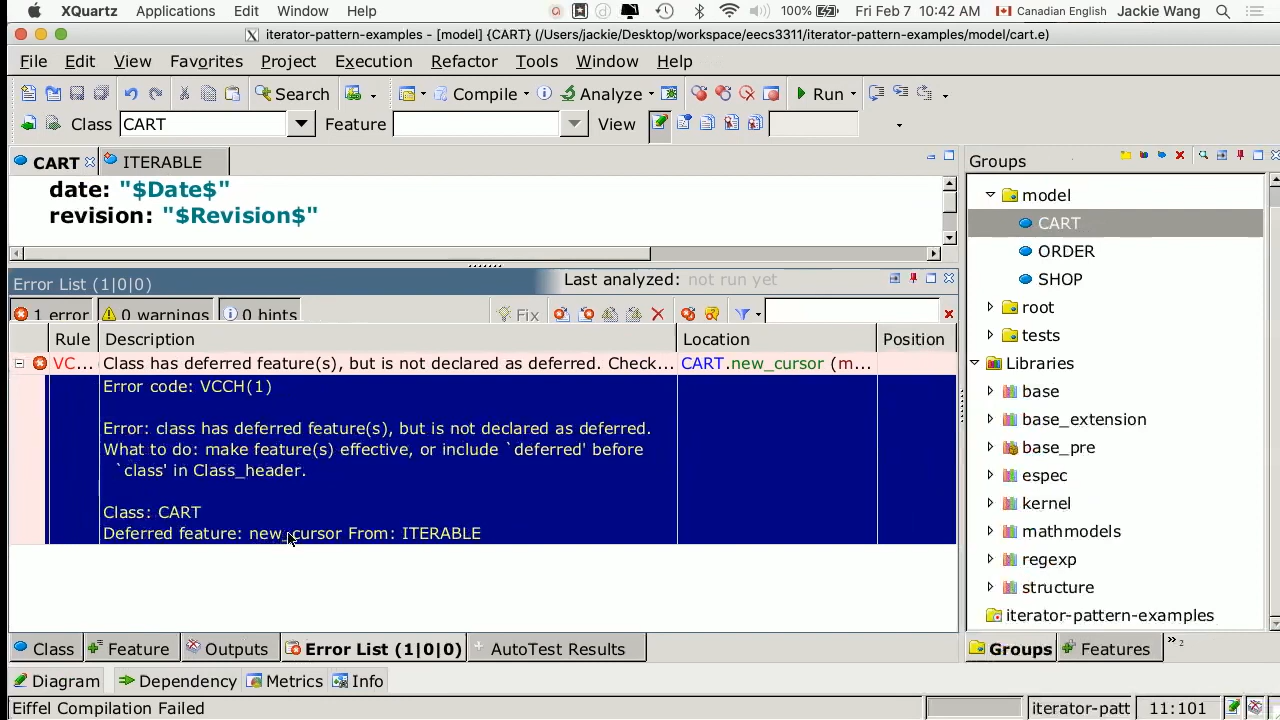 XQuartz Applications Edit Window Help 100% Fri Feb 7 10:42 AM Canadian English Jackie Wang
iterator-pattern-examples - [model] {CART} (/Users/jackie/Desktop/workspace/eecs3311/iterator-pattern-examples/model/cart.e)
File Edit View Favorites Project Execution Refactor Tools Window Help
Search Compile Analyze Run
Class CART Feature View
CART ITERABLE
Groups
date: "$Date$"
revision: "$Revision$"
model
CART
ORDER
SHOP
root
tests
Libraries
base
base_extension
base_pre
espec
kernel
mathmodels
regexp
structure
iterator-pattern-examples
Error List (1|0|0) Last analyzed: not run yet
1 error 0 warnings 0 hints Fix
Rule Description Location Position
VC... Class has deferred feature(s), but is not declared as deferred. Check... CART.new_cursor (m...
Error code: VCCH(1)
Error: class has deferred feature(s), but is not declared as deferred.
What to do: make feature(s) effective, or include `deferred' before
`class' in Class_header.
Class: CART
Deferred feature: new_cursor From: ITERABLE
Class Feature Outputs Error List (1|0|0) AutoTest Results
Groups Features » 2
Diagram Dependency Metrics Info
Eiffel Compilation Failed iterator-patt 11:101